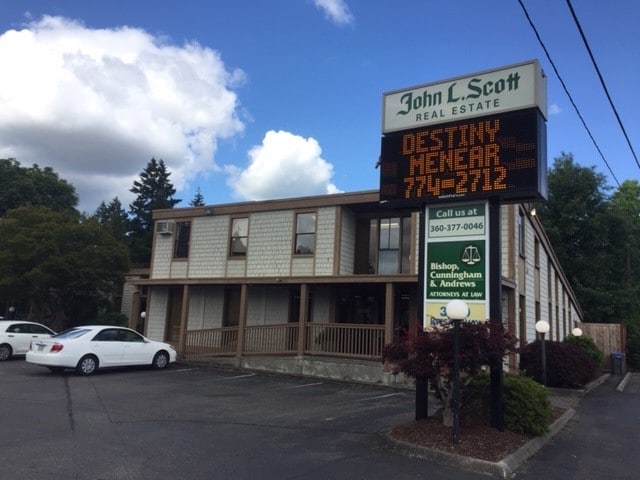 John L. Scott
REAL ESTATE
DESTINY
MENEAR
774-2712
Call us at
360-377-0046
Bishop,
Cunningham
& Andrews
ATTORNEYS AT LAW